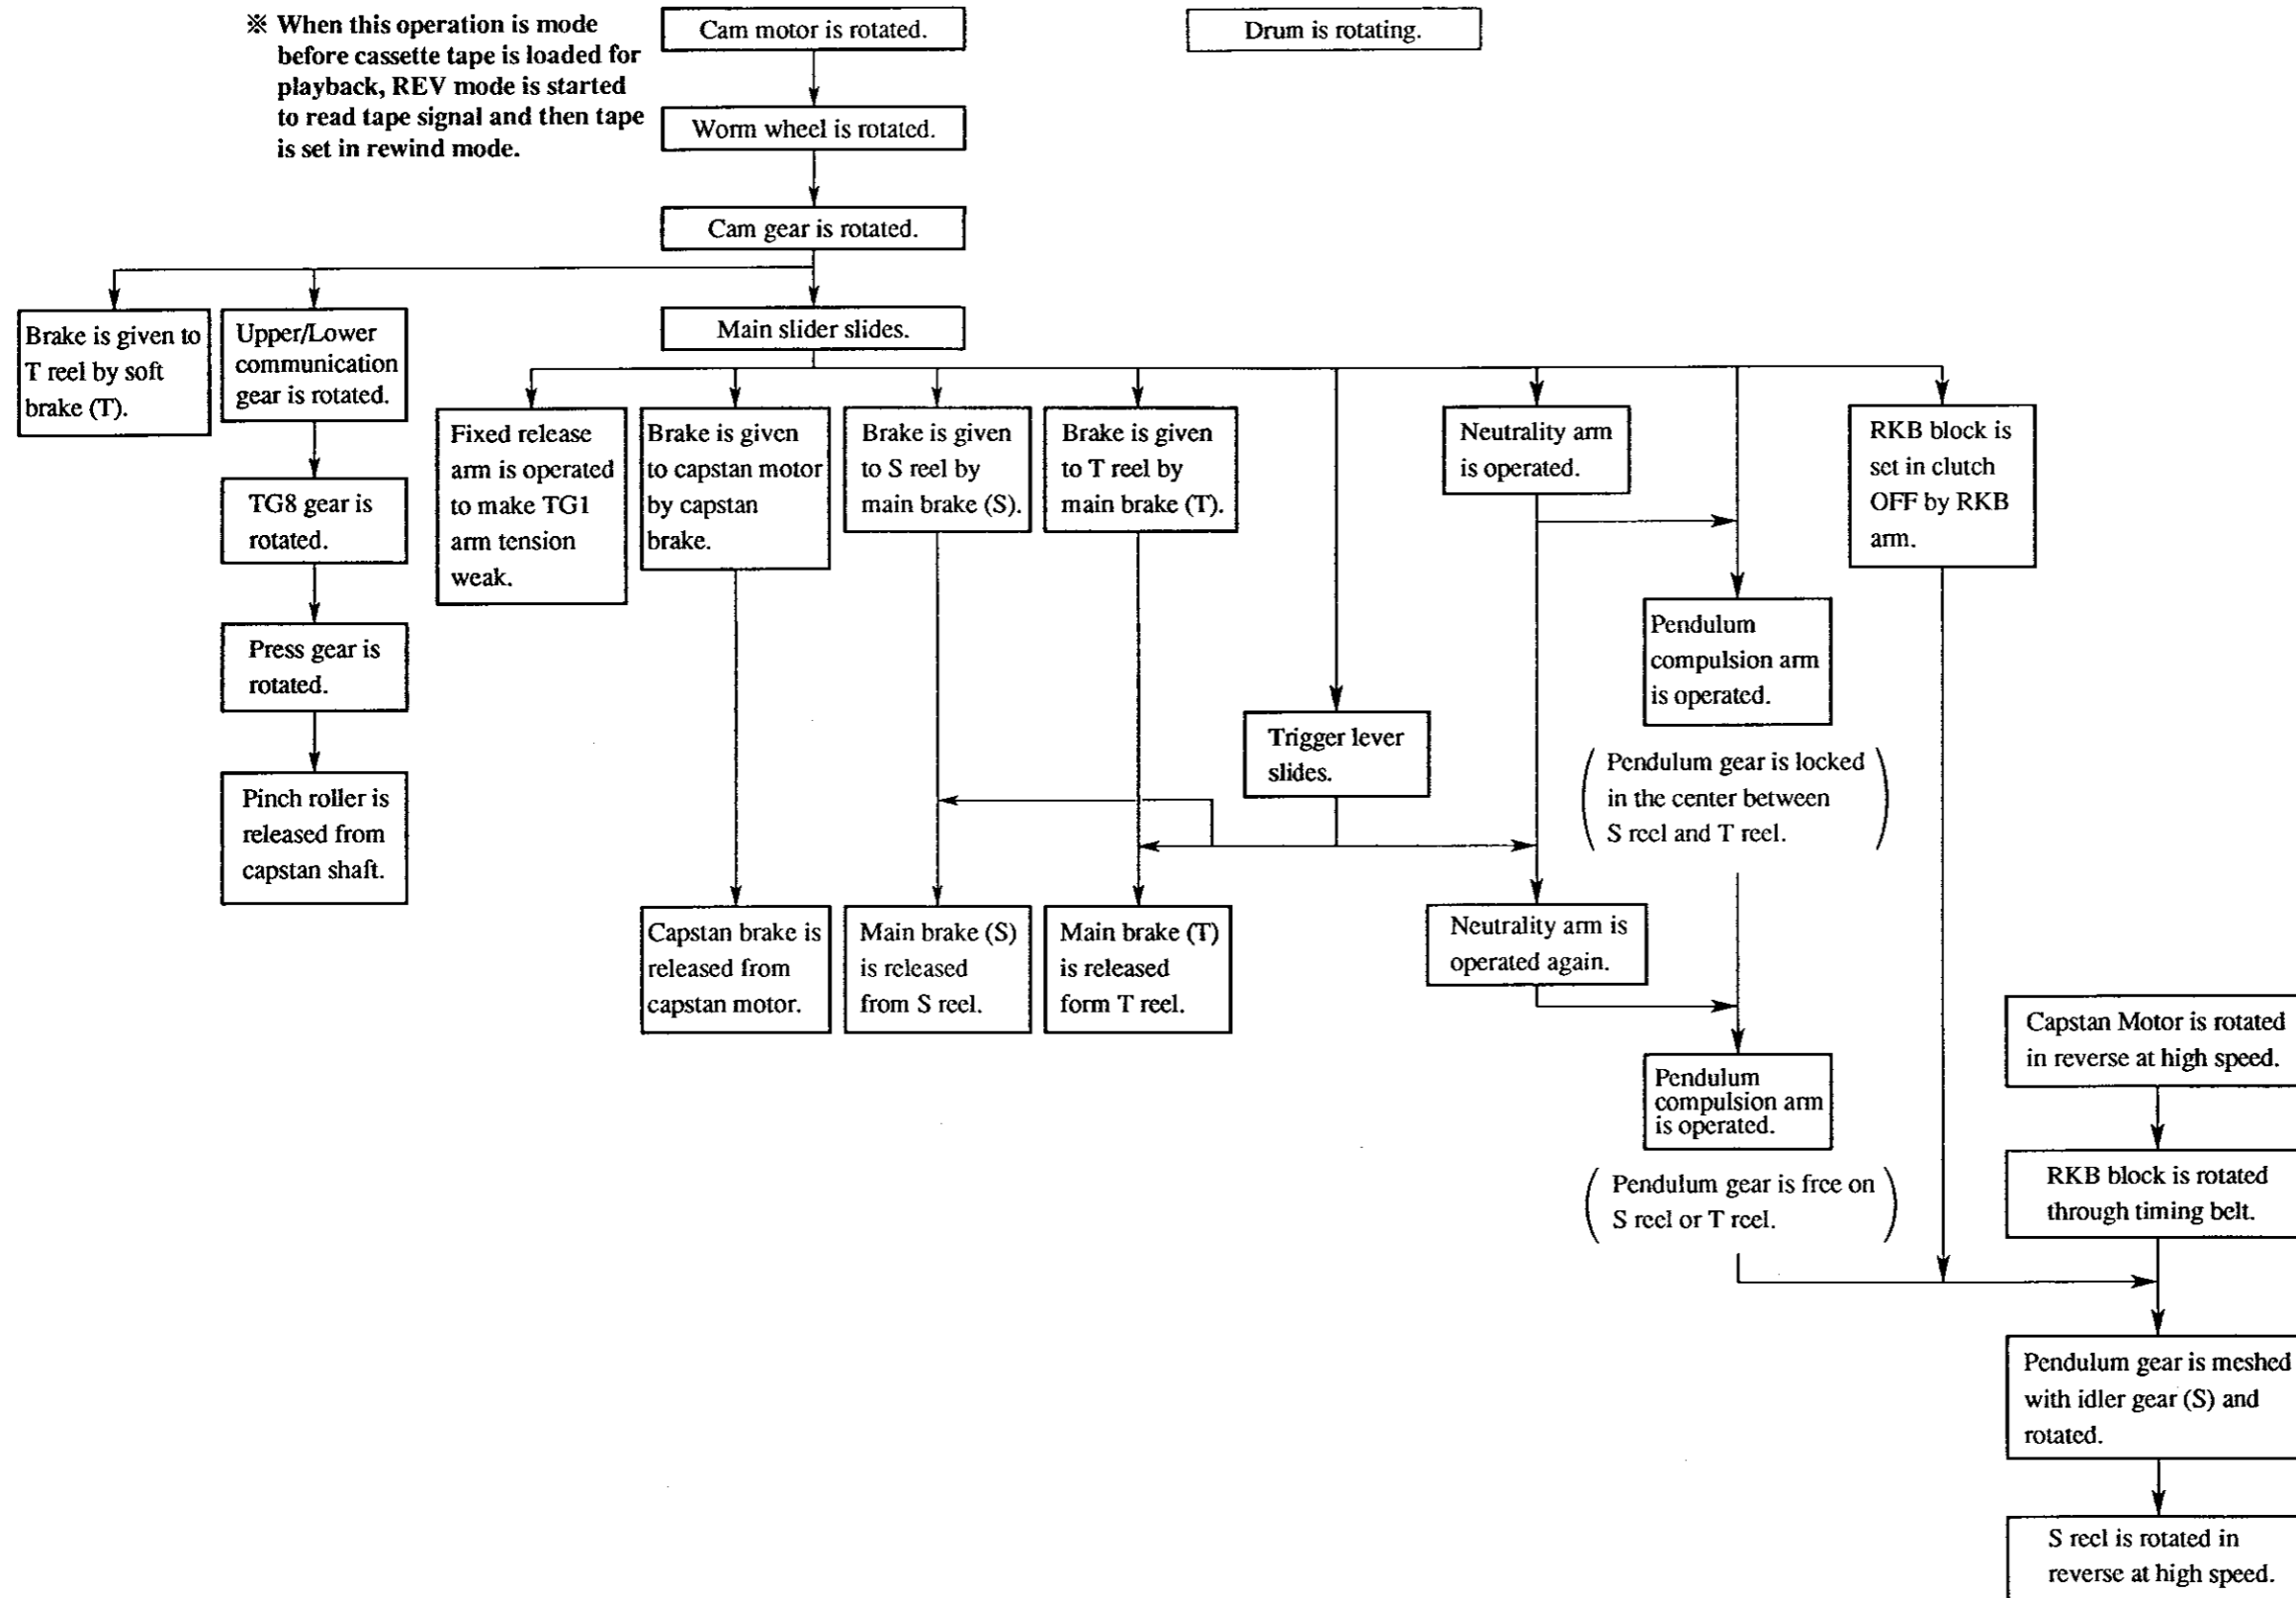 ※ When this operation is mode
before cassette tape is loaded for
playback, REV mode is started
to read tape signal and then tape
is set in rewind mode.
Cam motor is rotated.
Drum is rotating.
Worm wheel is rotated.
Cam gear is rotated.
Brake is given to
T reel by soft
brake (T).
Upper/Lower
communication
gear is rotated.
Main slider slides.
Fixed release
arm is operated
to make TG1
arm tension
weak.
Brake is given
to capstan motor
by capstan
brake.
Brake is given
to S reel by
main brake (S).
Brake is given
to T reel by
main brake (T).
Neutrality arm
is operated.
RKB block is
set in clutch
OFF by RKB
arm.
TG8 gear is
rotated.
Press gear is
rotated.
Pendulum
compulsion arm
is operated.
Trigger lever
slides.
( Pendulum gear is locked
in the center between
S reel and T reel. )
Pinch roller is
released from
capstan shaft.
Capstan brake is
released from
capstan motor.
Main brake (S)
is released
from S reel.
Main brake (T)
is released
form T reel.
Neutrality arm is
operated again.
Capstan Motor is rotated
in reverse at high speed.
Pendulum
compulsion arm
is operated.
( Pendulum gear is free on
S reel or T reel. )
RKB block is rotated
through timing belt.
Pendulum gear is meshed
with idler gear (S) and
rotated.
S reel is rotated in
reverse at high speed.